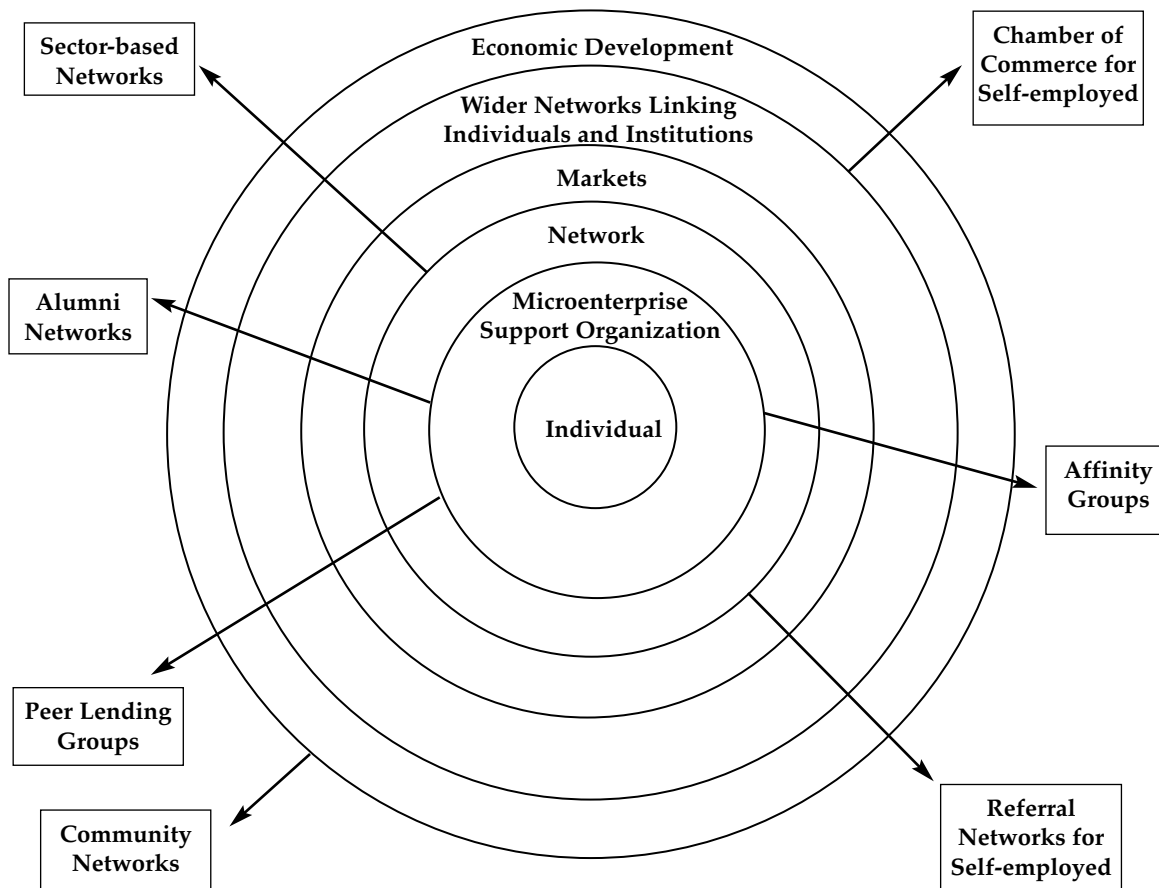 Sector-based
Networks
Economic Development
Chamber of
Commerce for
Self-employed
Wider Networks Linking
Individuals and Institutions
Markets
Network
Alumni
Networks
Microenterprise
Support Organization
Individual
Affinity
Groups
Peer Lending
Groups
Community
Networks
Referral
Networks for
Self-employed